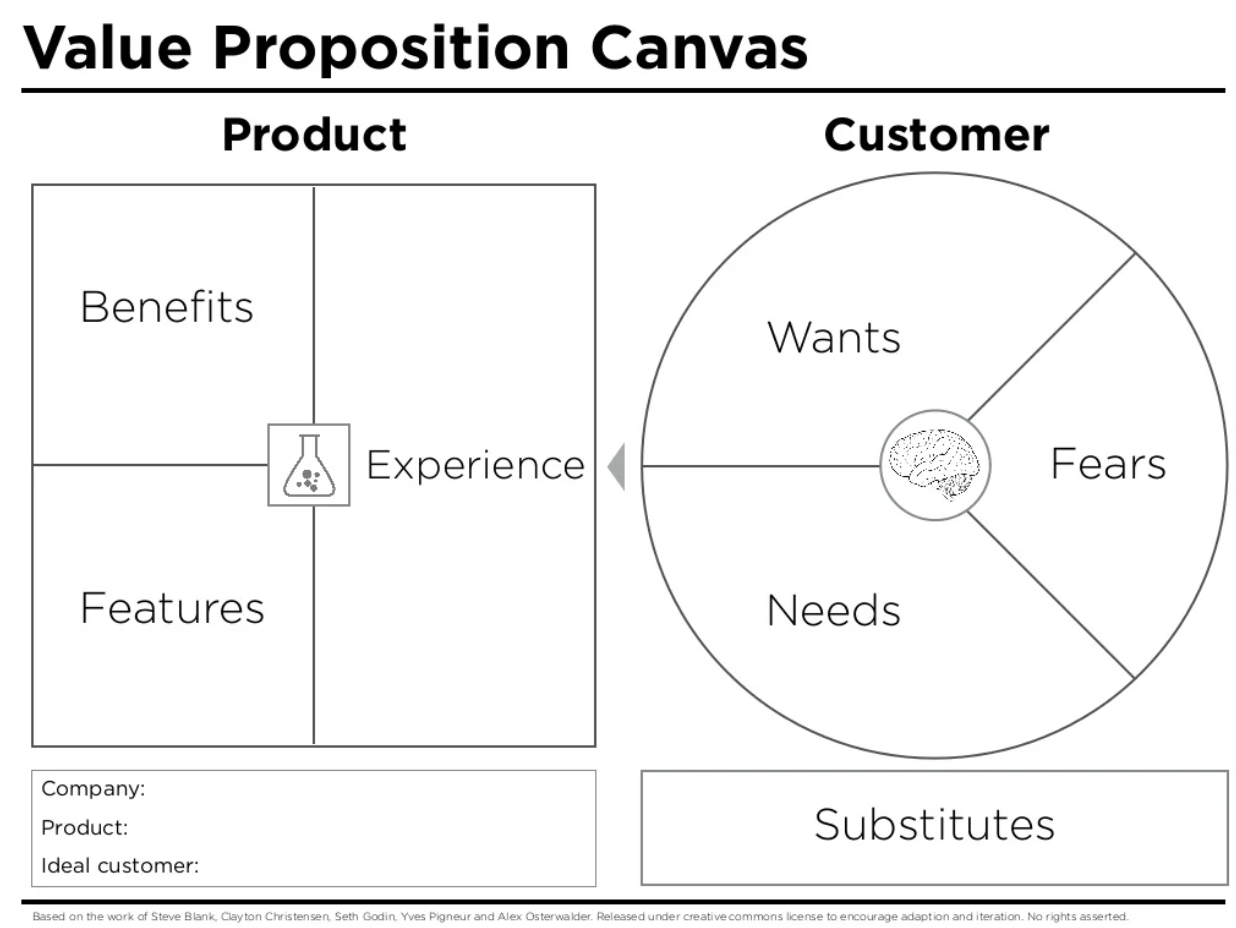 Value Proposition Canvas
Product
Customer
Benefits
Wants
Experience
Fears
Features
Needs
Company:
Product:
Ideal customer:
Substitutes
Based on the work of Steve Blank, Clayton Christensen, Seth Godin, Yves Pigneur and Alex Osterwalder. Released under creative commons license to encourage adaption and iteration. No rights asserted.